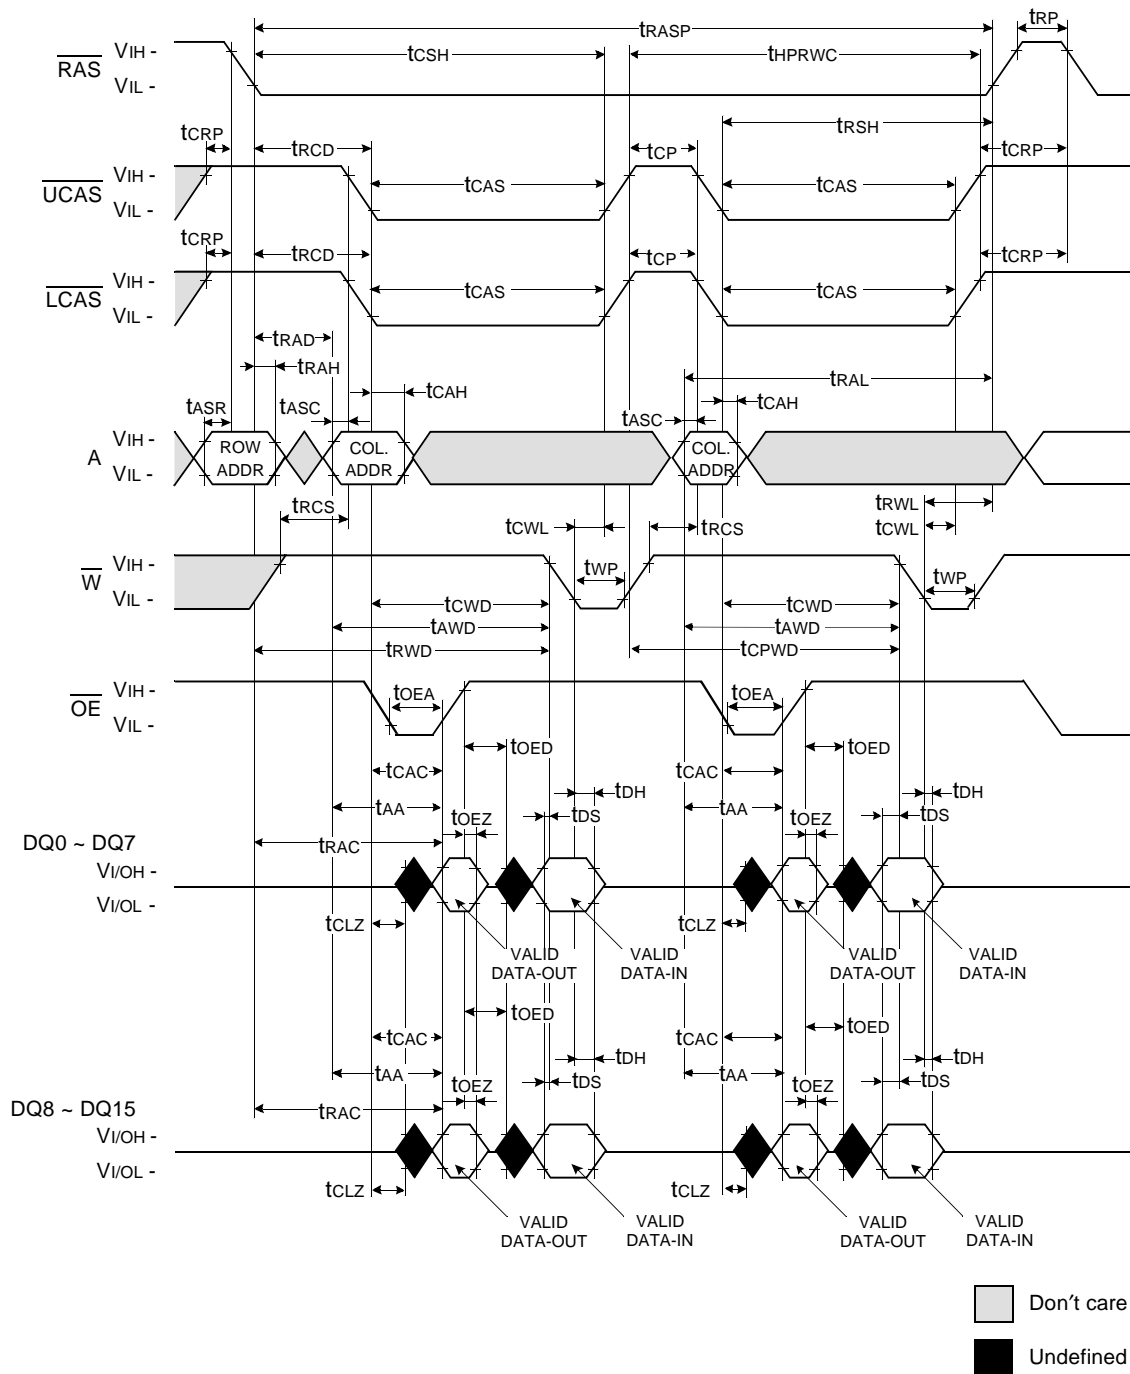 tRASP tRP
tCSH tHPRWC
RAS VIH -
VIL -
tRSH
tCRP tRCD tCP tCRP
UCAS VIH -
tCAS tCAS
VIL -
tCRP tRCD tCP tCRP
LCAS VIH -
tCAS tCAS
VIL -
tRAD
tRAH
tRAL
tCAH tCAH
tASR tASC tASC
A VIH -
VIL -
ROW
ADDR
COL.
ADDR
COL.
ADDR
tRCS tRWL
tCWL tRCS tCWL
W VIH -
VIL -
tWP tWP
tCWD tCWD
tAWD tAWD
tRWD tCPWD
OE VIH -
VIL -
tOEA tOEA
tOED tOED
tCAC tCAC
tDH tDH
tAA tAA
tOEZ tDS tOEZ tDS
DQ0 ~ DQ7
tRAC
VI/OH -
VI/OL -
tCLZ tCLZ
VALID
DATA-OUT
VALID
DATA-IN
VALID
DATA-OUT
VALID
DATA-IN
tOED tOED
tCAC tCAC
tDH tDH
tAA tAA
tOEZ tDS tOEZ tDS
DQ8 ~ DQ15
tRAC
VI/OH -
VI/OL -
tCLZ tCLZ
VALID
DATA-OUT
VALID
DATA-IN
VALID
DATA-OUT
VALID
DATA-IN
Don′t care
Undefined